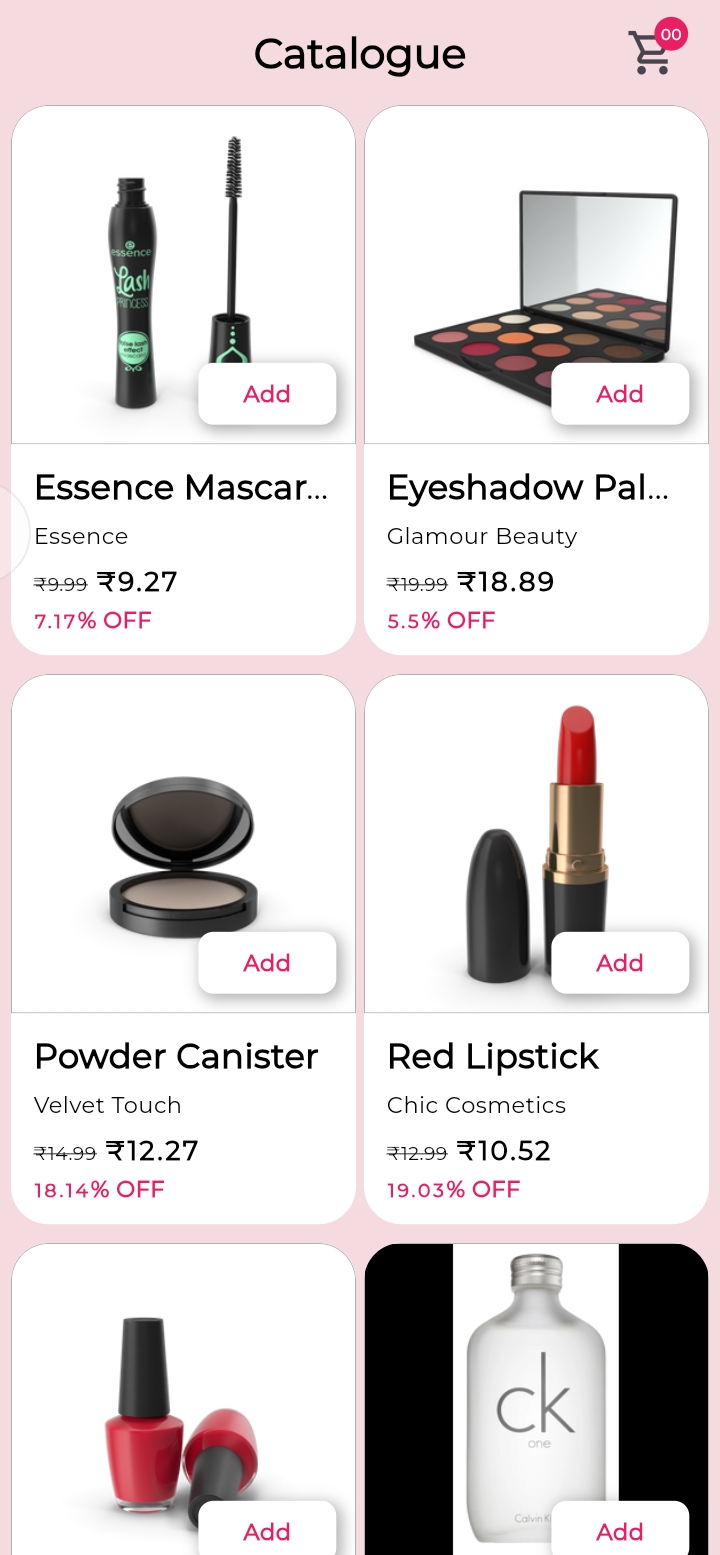 Catalogue
00
essence
Lash
PRINCESS
false lash
effect
Add
Add
Essence Mascar...
Eyeshadow Pal...
Essence
Glamour Beauty
₹9.99 ₹9.27
₹19.99 ₹18.89
7.17% OFF
5.5% OFF
Add
Add
Powder Canister
Red Lipstick
Velvet Touch
Chic Cosmetics
₹14.99 ₹12.27
₹12.99 ₹10.52
18.14% OFF
19.03% OFF
ck
one
Calvin
Add
Add